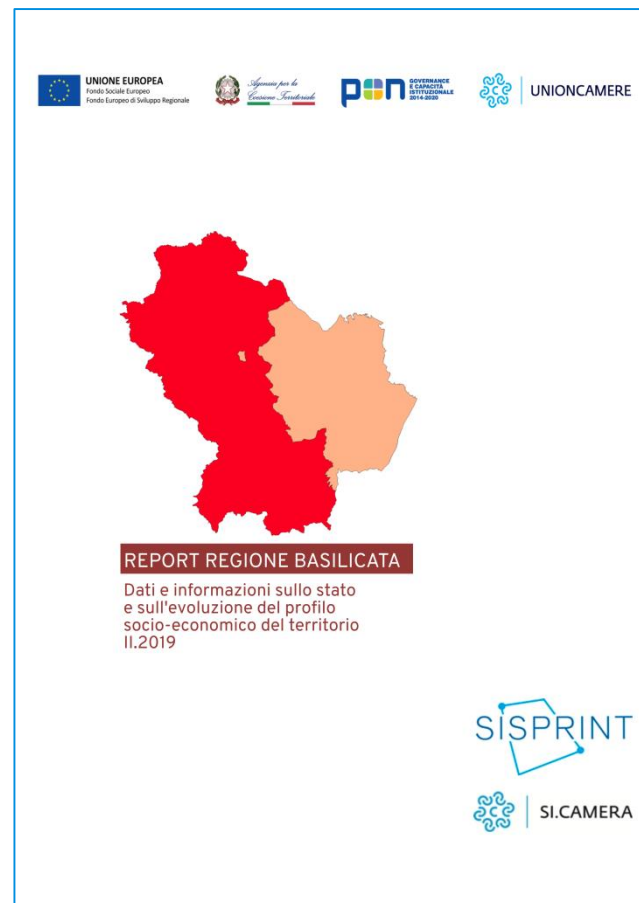 UNIONE EUROPEA
Fondo Sociale Europeo
Fondo Europeo di Sviluppo Regionale
Agenzia per la
Coesione Territoriale
pon
GOVERNANCE
E CAPACITÀ
ISTITUZIONALE
2014-2020
UNIONCAMERE
REPORT REGIONE BASILICATA
Dati e informazioni sullo stato
e sull'evoluzione del profilo
socio-economico del territorio
II.2019
SISPRINT
SI.CAMERA